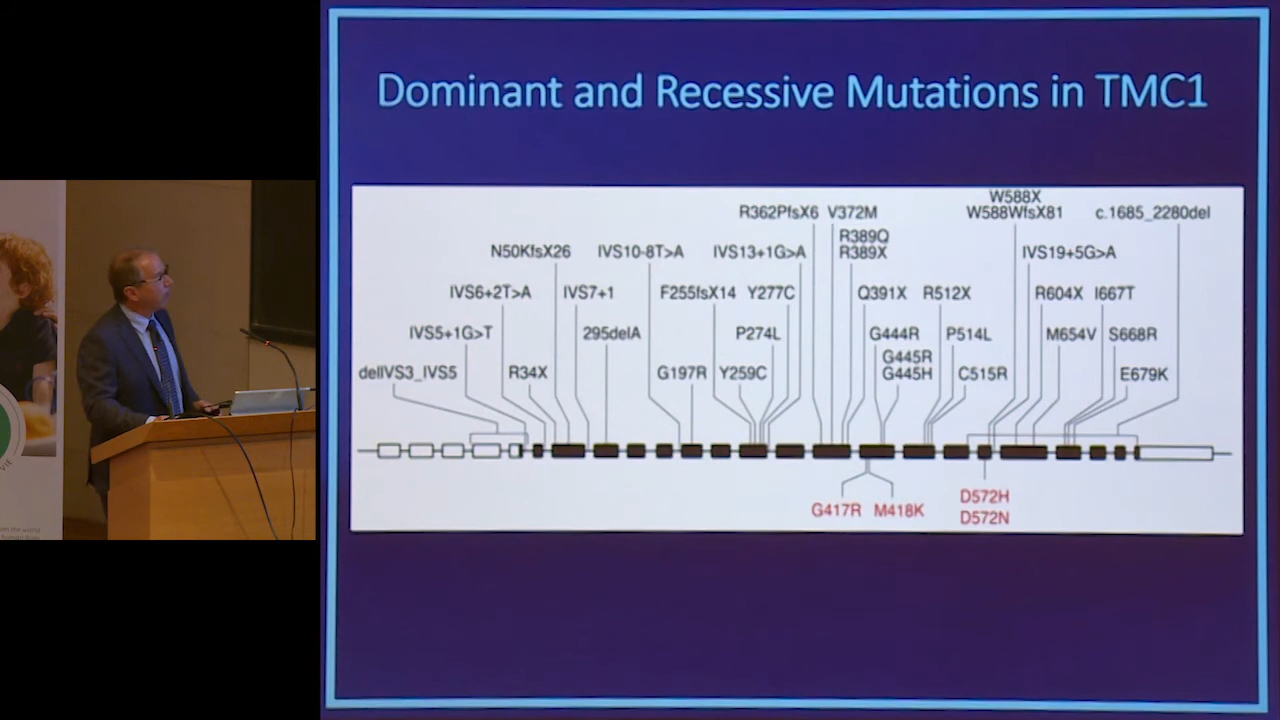 Dominant and Recessive Mutations in TMC1
W588X
R362PfsX6 V372M W588WfsX81 c.1685_2280del
R389Q
N50KfsX26 IVS10-8T>A IVS13+1G>A R389X IVS19+5G>A
IVS6+2T>A IVS7+1 F255fsX14 Y277C Q391X R512X R604X I667T
IVS5+1G>T 295delA P274L G444R P514L M654V S668R
G445R
delIVS3_IVS5 R34X G197R Y259C G445H C515R E679K
G417R M418K D572H
D572N
VIE